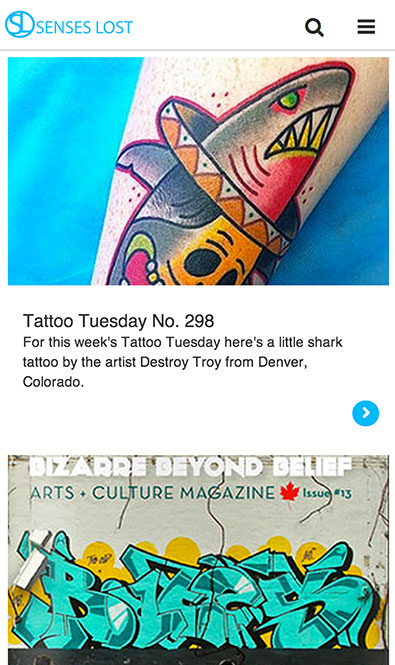 SL SENSES LOST
Tattoo Tuesday No. 298
For this week's Tattoo Tuesday here's a little shark
tattoo by the artist Destroy Troy from Denver,
Colorado.
BIZARRE BEYOND BELIEF
ARTS + CULTURE MAGAZINE Issue #13